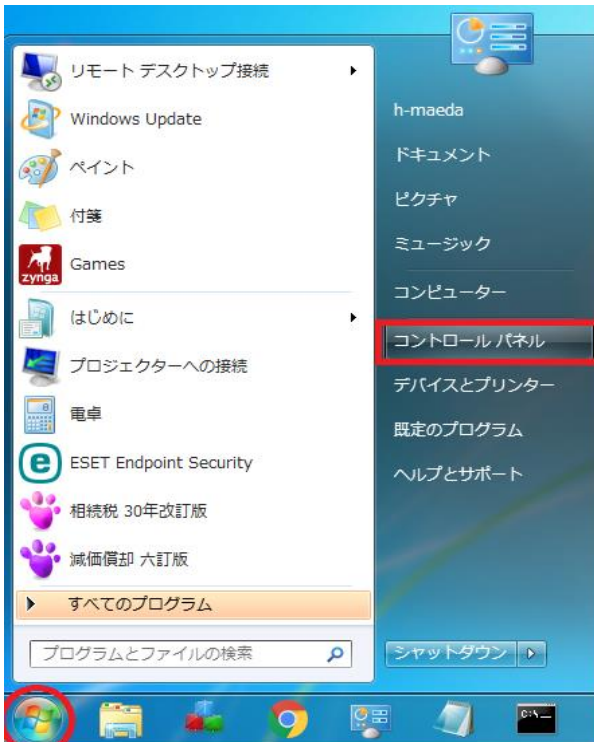 リモート デスクトップ接続
Windows Update
ペイント
付箋
zynga
Games
はじめに
プロジェクターへの接続
電卓
ESET Endpoint Security
相続税 30年改訂版
減価償却 六訂版
すべてのプログラム
プログラムとファイルの検索
h-maeda
ドキュメント
ピクチャ
ミュージック
コンピューター
コントロール パネル
デバイスとプリンター
既定のプログラム
ヘルプとサポート
シャットダウン
C:\_